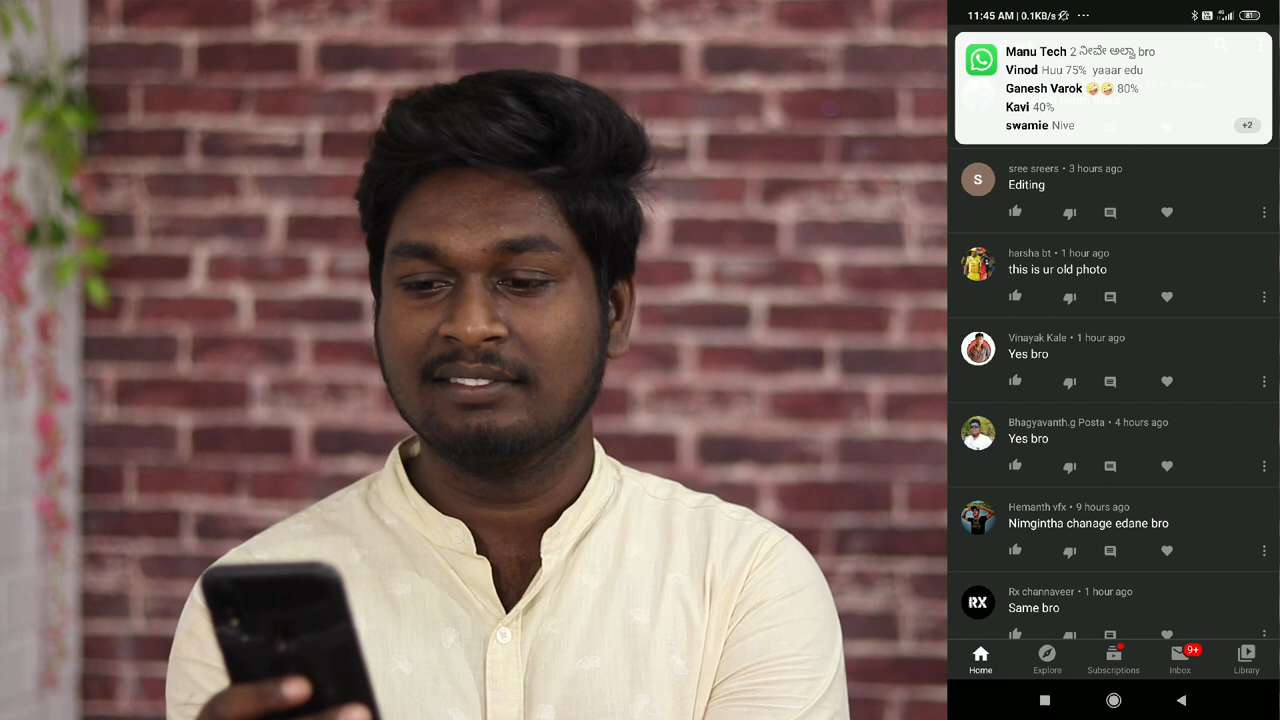 11:45 AM | 0.1KB/s
81
Manu Tech 2 ನೀವೇ ಅಲ್ವಾ bro
Vinod Huu 75% yaaar edu
Ganesh Varok 🤪🤪 80%
Kavi 40%
swamie Nive
+2
S
sree sreers • 3 hours ago
Editing
harsha bt • 1 hour ago
this is ur old photo
Vinayak Kale • 1 hour ago
Yes bro
Bhagyavanth.g Posta • 4 hours ago
Yes bro
Hemanth vfx • 9 hours ago
Nimgintha chanage edane bro
RX
Rx channaveer • 1 hour ago
Same bro
9+
Home Explore Subscriptions Inbox Library